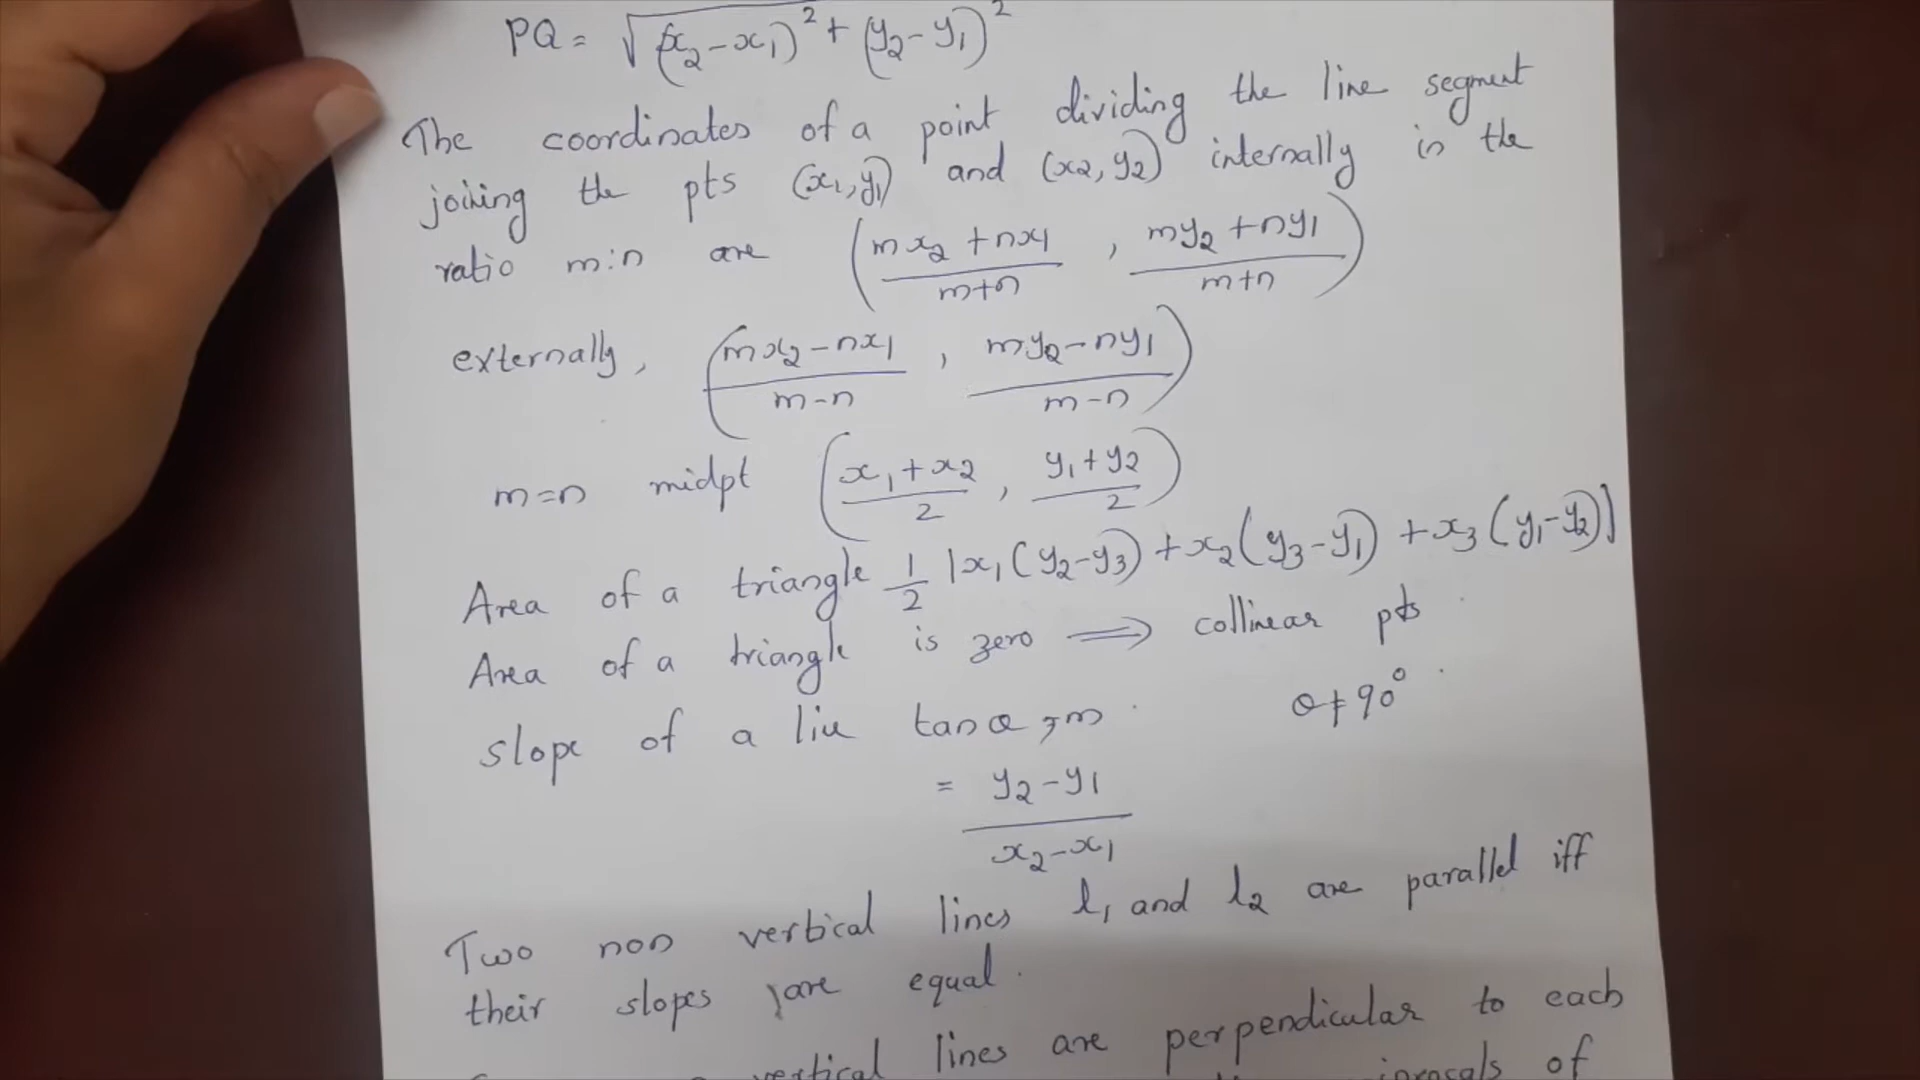 PQ = √(x₂-x₁)² + (y₂-y₁)²
The coordinates of a point dividing the line segment
joining the pts (x₁,y₁) and (x₂,y₂) internally in the
ratio m:n are (mx₂+nx₁/m+n , my₂+ny₁/m+n)
externally, (mx₂-nx₁/m-n , my₂-ny₁/m-n)
m=n midpt (x₁+x₂/2 , y₁+y₂/2)
Area of a triangle 1/2 |x₁(y₂-y₃)+x₂(y₃-y₁)+x₃(y₁-y₂)|
Area of a triangle is zero ⟹ collinear pts
slope of a line tanθ = m. θ≠90°.
= y₂-y₁/x₂-x₁
Two non vertical lines l₁ and l₂ are parallel iff
their slopes are equal.
vertical lines are perpendicular to each
of